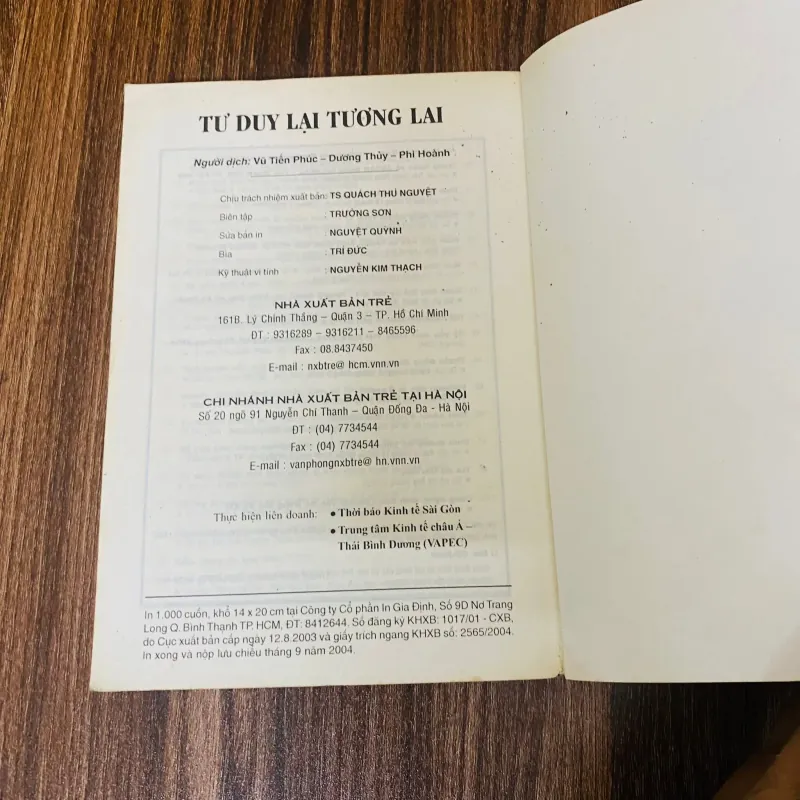 TƯ DUY LẠI TƯƠNG LAI
Người dịch: Vũ Tiến Phúc – Dương Thủy – Phi Hoành
Chịu trách nhiệm xuất bản: TS QUÁCH THU NGUYỆT
Biên tập : TRƯỜNG SƠN
Sửa bản in : NGUYỆT QUỲNH
Bìa : TRÍ ĐỨC
Kỹ thuật vi tính : NGUYỄN KIM THẠCH
NHÀ XUẤT BẢN TRẺ
161B. Lý Chính Thắng – Quận 3 – TP. Hồ Chí Minh
ĐT : 9316289 – 9316211 – 8465596
Fax : 08.8437450
E-mail : nxbtre@ hcm.vnn.vn
CHI NHÁNH NHÀ XUẤT BẢN TRẺ TẠI HÀ NỘI
Số 20 ngõ 91 Nguyễn Chí Thanh – Quận Đống Đa - Hà Nội
ĐT : (04) 7734544
Fax : (04) 7734544
E-mail : vanphongnxbtre@ hn.vnn.vn
Thực hiện liên doanh: ● Thời báo Kinh tế Sài Gòn
● Trung tâm Kinh tế châu Á –
Thái Bình Dương (VAPEC)
In 1.000 cuốn, khổ 14 x 20 cm tại Công ty Cổ phần In Gia Định, Số 9D Nơ Trang
Long Q. Bình Thạnh TP. HCM, ĐT: 8412644. Số đăng ký KHXB: 1017/01 - CXB,
do Cục xuất bản cấp ngày 12.8.2003 và giấy trích ngang KHXB số: 2565/2004.
In xong và nộp lưu chiểu tháng 9 năm 2004.